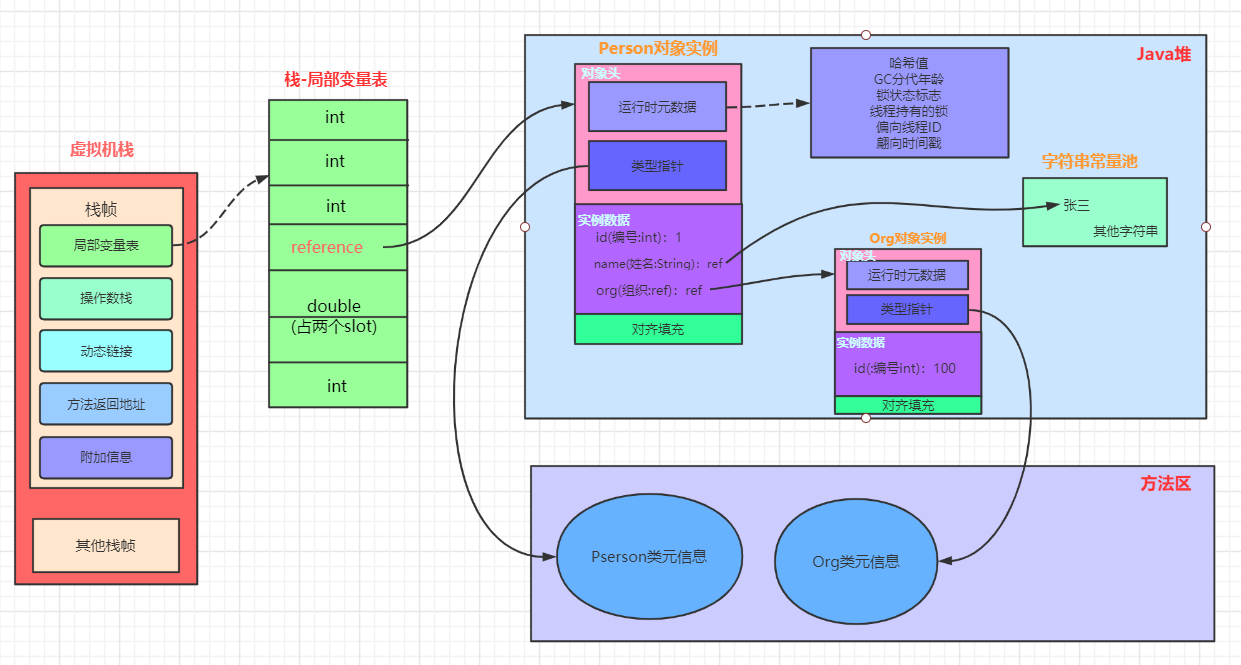 虚拟机栈
栈帧
局部变量表
操作数栈
动态链接
方法返回地址
附加信息
其他栈帧
栈-局部变量表
int
int
int
reference
double
(占两个slot)
int
Java堆
Person对象实例
对象头
运行时元数据
类型指针
实例数据
id(编号:Int)：1
name(姓名:String)：ref
org(组织:ref)：ref
对齐填充
哈希值
GC分代年龄
锁状态标志
线程持有的锁
偏向线程ID
翩向时间戳
字符串常量池
张三
其他字符串
Org对象实例
对象头
运行时元数据
类型指针
实例数据
id(:编号int)：100
对齐填充
方法区
Pserson类元信息
Org类元信息